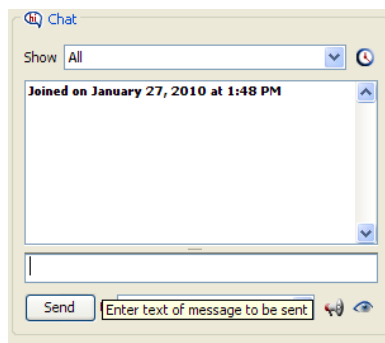 hi Chat
Show All
Joined on January 27, 2010 at 1:48 PM
Send Enter text of message to be sent